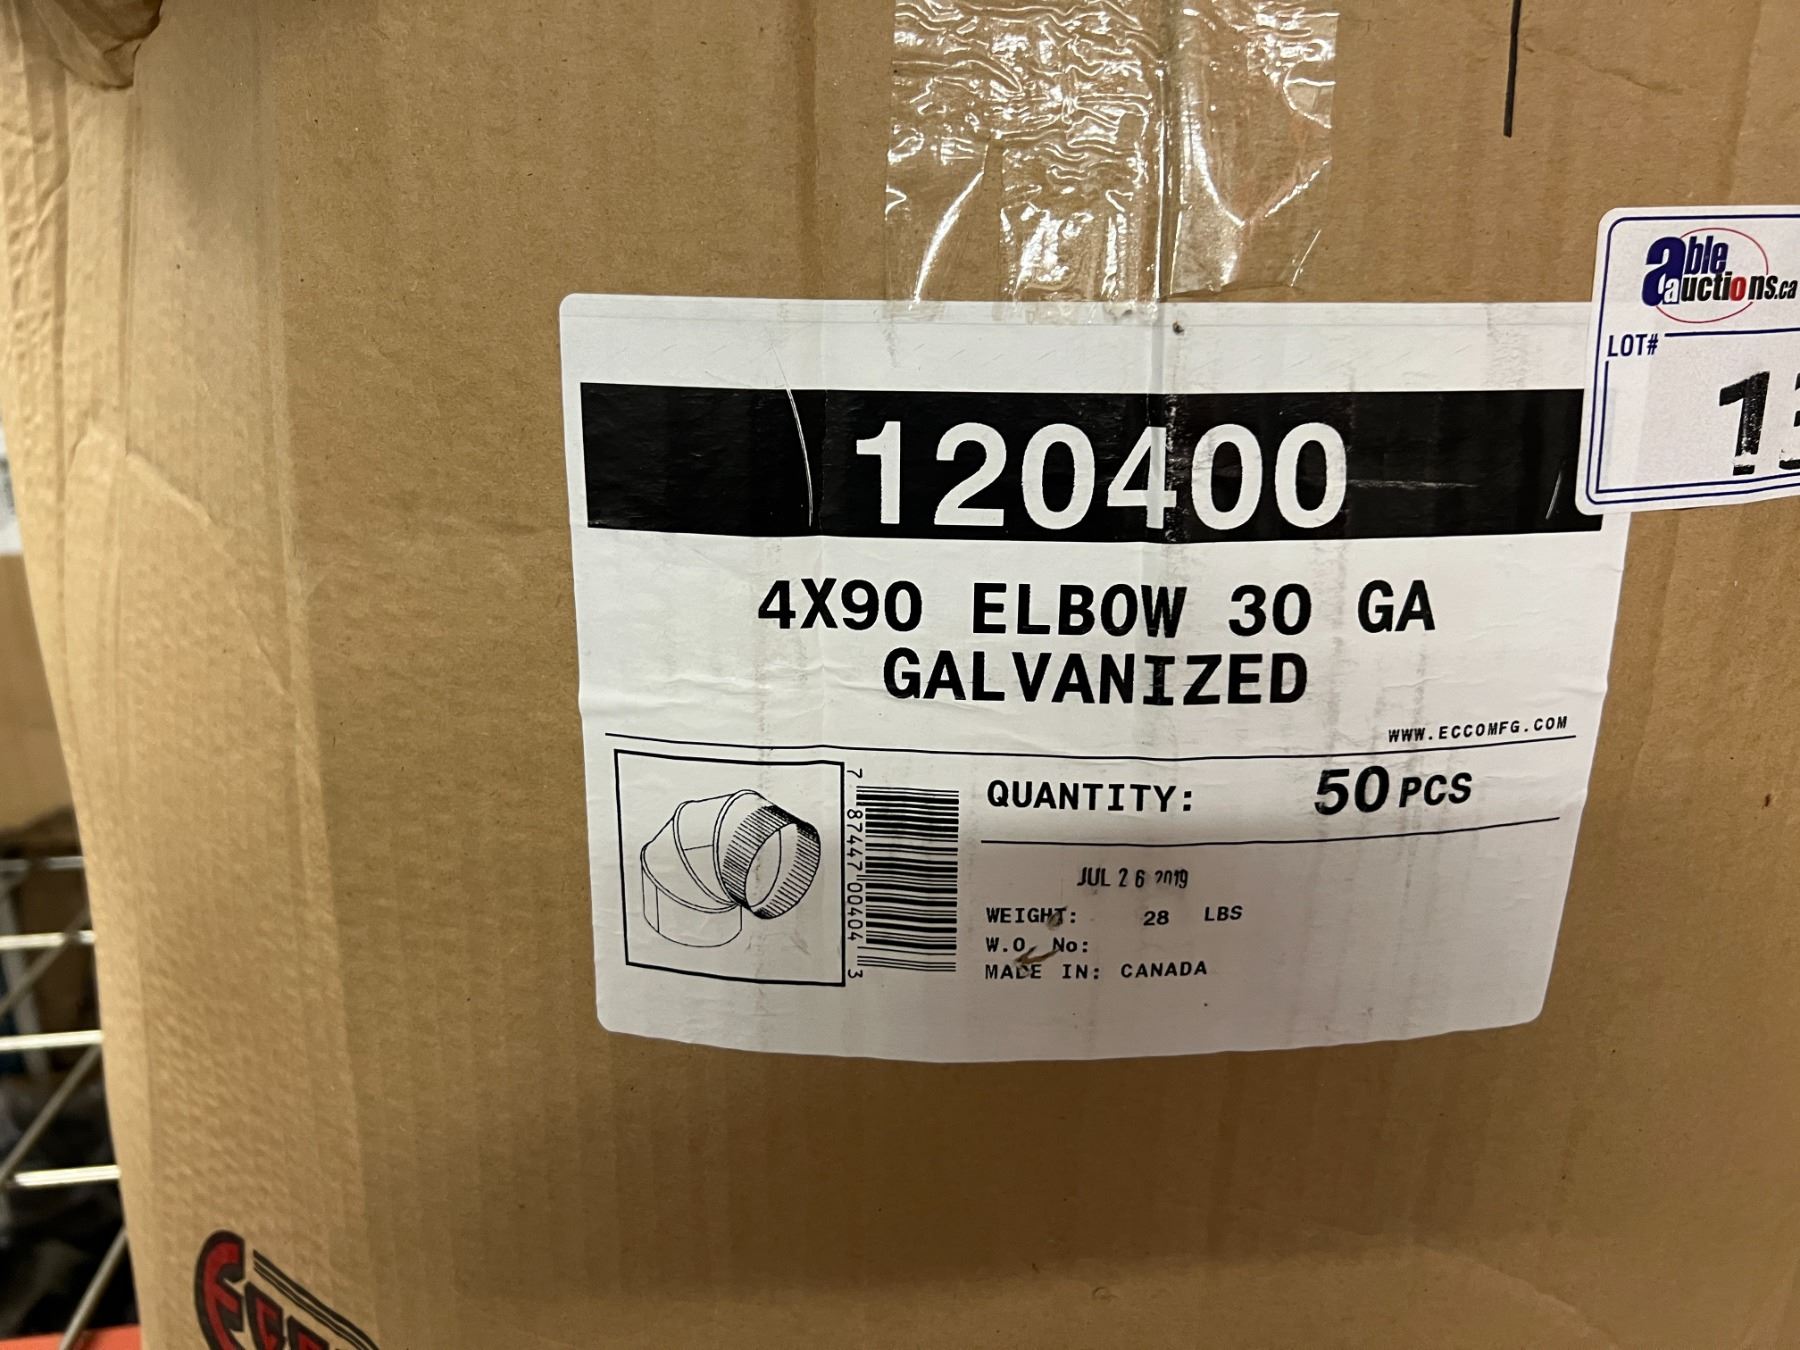 able
auctions.ca
LOT#
120400
4X90 ELBOW 30 GA
GALVANIZED
WWW.ECCOMFG.COM
QUANTITY: 50 PCS
7 87447 00404 3
JUL 26 2019
WEIGHT: 28 LBS
W.O. No:
MADE IN: CANADA